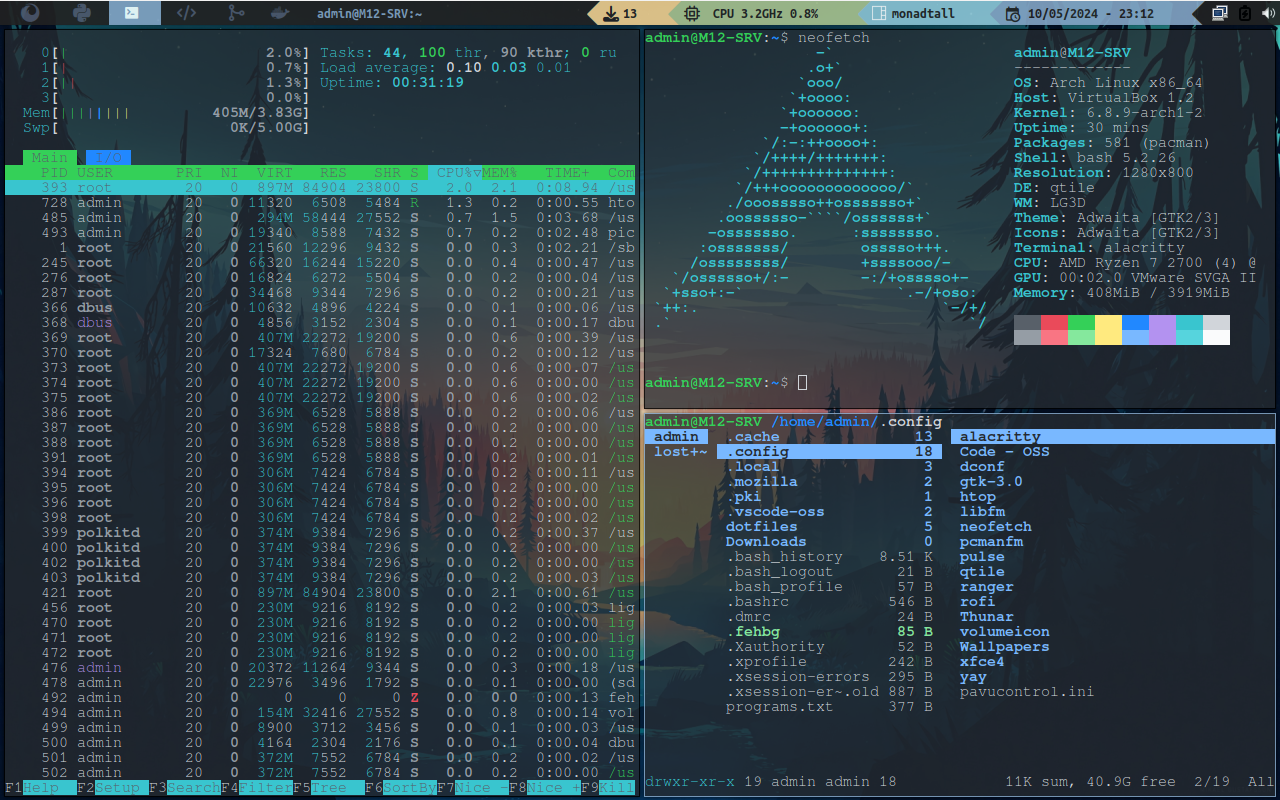 admin@M12-SRV:~ 13 CPU 3.2GHz 0.8% monadtall 10/05/2024 - 23:12
0[| 2.0%] Tasks: 44, 100 thr, 90 kthr; 0 ru
1[| 0.7%] Load average: 0.10 0.03 0.01
2[|| 1.3%] Uptime: 00:31:19
3[ 0.0%]
Mem[||||||||| 405M/3.83G]
Swp[ 0K/5.00G]
Main I/O
PID USER PRI NI VIRT RES SHR S CPU%▽MEM% TIME+ Com
393 root 20 0 897M 84904 23800 S 2.0 2.1 0:08.94 /us
728 admin 20 0 11320 6508 5484 R 1.3 0.2 0:00.55 hto
485 admin 20 0 294M 58444 27552 S 0.7 1.5 0:03.68 /us
493 admin 20 0 19340 8588 7432 S 0.7 0.2 0:02.48 pic
1 root 20 0 21560 12296 9432 S 0.0 0.3 0:02.21 /sb
245 root 20 0 66320 16244 15220 S 0.0 0.4 0:00.47 /us
276 root 20 0 16824 6272 5504 S 0.0 0.2 0:00.04 /us
287 root 20 0 34468 9344 7296 S 0.0 0.2 0:00.21 /us
366 dbus 20 0 10632 4896 4224 S 0.0 0.1 0:00.06 /us
368 dbus 20 0 4856 3152 2304 S 0.0 0.1 0:00.17 dbu
369 root 20 0 407M 22272 19200 S 0.0 0.6 0:00.39 /us
370 root 20 0 17324 7680 6784 S 0.0 0.2 0:00.12 /us
373 root 20 0 407M 22272 19200 S 0.0 0.6 0:00.07 /us
374 root 20 0 407M 22272 19200 S 0.0 0.6 0:00.00 /us
375 root 20 0 407M 22272 19200 S 0.0 0.6 0:00.02 /us
386 root 20 0 369M 6528 5888 S 0.0 0.2 0:00.06 /us
387 root 20 0 369M 6528 5888 S 0.0 0.2 0:00.00 /us
388 root 20 0 369M 6528 5888 S 0.0 0.2 0:00.00 /us
391 root 20 0 369M 6528 5888 S 0.0 0.2 0:00.01 /us
394 root 20 0 306M 7424 6784 S 0.0 0.2 0:00.11 /us
395 root 20 0 306M 7424 6784 S 0.0 0.2 0:00.00 /us
396 root 20 0 306M 7424 6784 S 0.0 0.2 0:00.00 /us
398 root 20 0 306M 7424 6784 S 0.0 0.2 0:00.02 /us
399 polkitd 20 0 374M 9384 7296 S 0.0 0.2 0:00.37 /us
400 polkitd 20 0 374M 9384 7296 S 0.0 0.2 0:00.00 /us
402 polkitd 20 0 374M 9384 7296 S 0.0 0.2 0:00.00 /us
403 polkitd 20 0 374M 9384 7296 S 0.0 0.2 0:00.03 /us
421 root 20 0 897M 84904 23800 S 0.0 2.1 0:00.61 /us
456 root 20 0 230M 9216 8192 S 0.0 0.2 0:00.03 lig
470 root 20 0 230M 9216 8192 S 0.0 0.2 0:00.00 lig
471 root 20 0 230M 9216 8192 S 0.0 0.2 0:00.00 lig
472 root 20 0 230M 9216 8192 S 0.0 0.2 0:00.00 lig
476 admin 20 0 20372 11264 9344 S 0.0 0.3 0:00.18 /us
478 admin 20 0 22976 3496 1792 S 0.0 0.1 0:00.00 (sd
492 admin 20 0 0 0 0 Z 0.0 0.0 0:00.13 feh
494 admin 20 0 154M 32416 27552 S 0.0 0.8 0:00.14 vol
499 admin 20 0 8900 3712 3456 S 0.0 0.1 0:00.03 /us
500 admin 20 0 4164 2304 2176 S 0.0 0.1 0:00.04 dbu
501 admin 20 0 372M 7552 6784 S 0.0 0.2 0:00.02 /us
502 admin 20 0 372M 7552 6784 S 0.0 0.2 0:00.00 /us
F1Help F2Setup F3SearchF4FilterF5Tree F6SortByF7Nice -F8Nice +F9Kill
admin@M12-SRV:~$ neofetch
admin@M12-SRV
-------------
OS: Arch Linux x86_64
Host: VirtualBox 1.2
Kernel: 6.8.9-arch1-2
Uptime: 30 mins
Packages: 581 (pacman)
Shell: bash 5.2.26
Resolution: 1280x800
DE: qtile
WM: LG3D
Theme: Adwaita [GTK2/3]
Icons: Adwaita [GTK2/3]
Terminal: alacritty
CPU: AMD Ryzen 7 2700 (4) @
GPU: 00:02.0 VMware SVGA II
Memory: 408MiB / 3919MiB
admin@M12-SRV:~$
admin@M12-SRV /home/admin/.config
admin .cache 13 alacritty
lost+~ .config 18 Code - OSS
.local 3 dconf
.mozilla 2 gtk-3.0
.pki 1 htop
.vscode-oss 2 libfm
dotfiles 5 neofetch
Downloads 0 pcmanfm
.bash_history 8.51 K pulse
.bash_logout 21 B qtile
.bash_profile 57 B ranger
.bashrc 546 B rofi
.dmrc 24 B Thunar
.fehbg 85 B volumeicon
.Xauthority 52 B Wallpapers
.xprofile 242 B xfce4
.xsession-errors 295 B yay
.xsession-er~.old 887 B pavucontrol.ini
programs.txt 377 B
drwxr-xr-x 19 admin admin 18 11K sum, 40.9G free 2/19 All